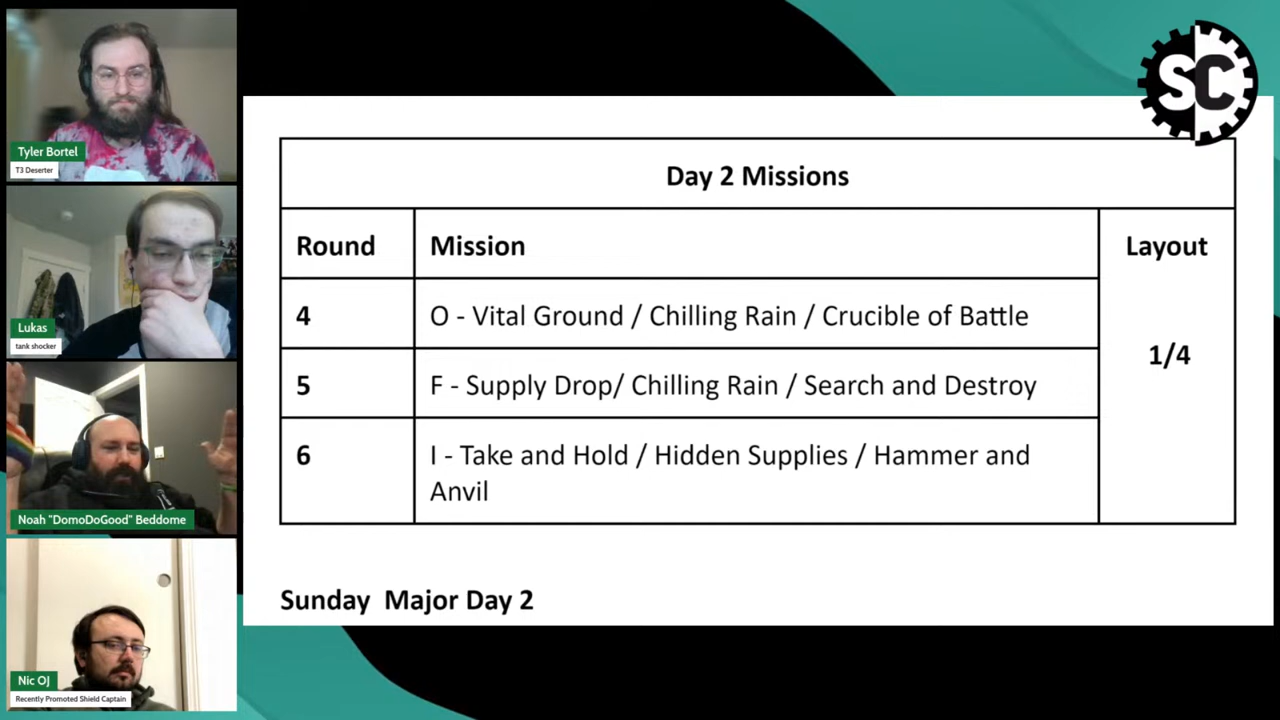 Tyler Bortel
T3 Deserter
Lukas
tank shocker
Noah "DomoDoGood" Beddome
Nic OJ
Recently Promoted Shield Captain
SC
Day 2 Missions
Round
Mission
Layout
4
O - Vital Ground / Chilling Rain / Crucible of Battle
1/4
5
F - Supply Drop/ Chilling Rain / Search and Destroy
6
I - Take and Hold / Hidden Supplies / Hammer and
Anvil
Sunday Major Day 2